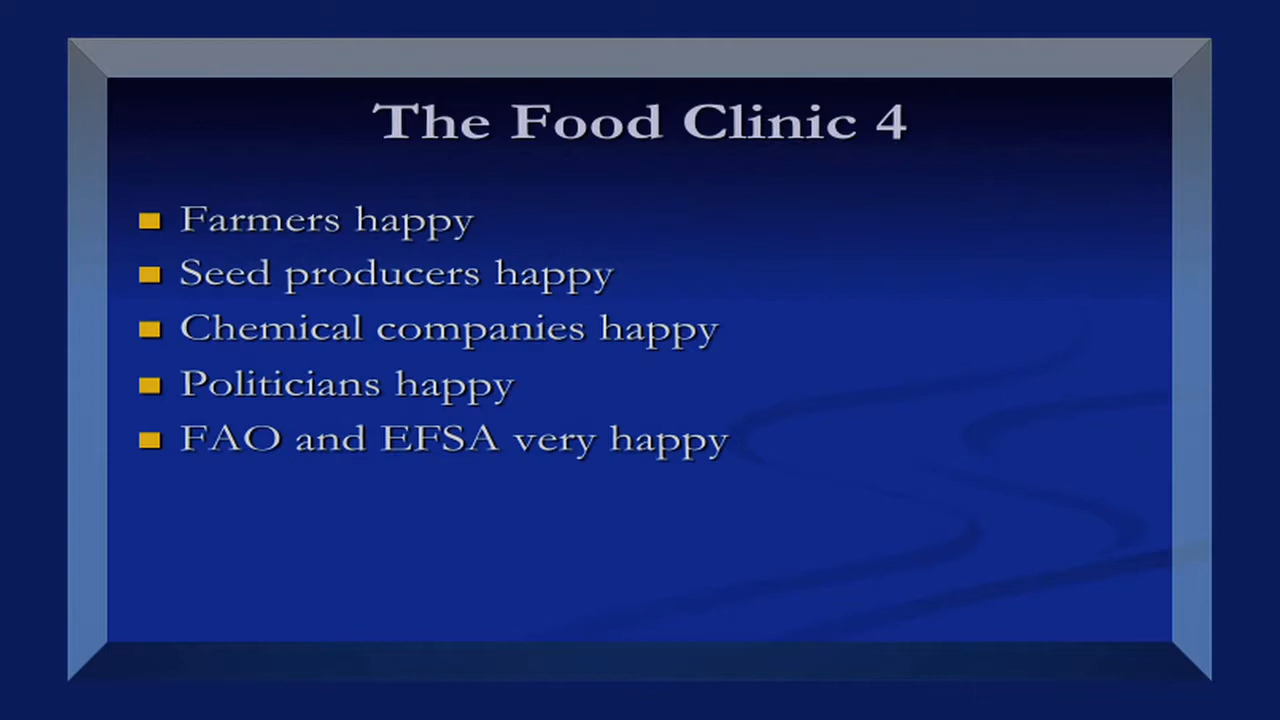 The Food Clinic 4
Farmers happy
Seed producers happy
Chemical companies happy
Politicians happy
FAO and EFSA very happy